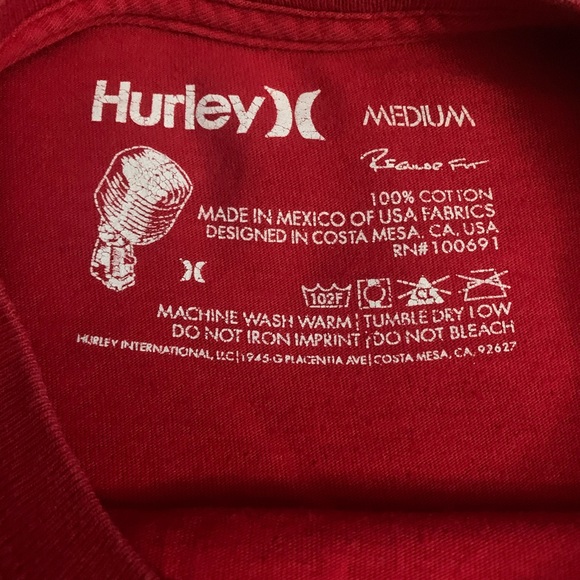 Hurley
MEDIUM
Regular Fit
100% COTTON
MADE IN MEXICO OF USA FABRICS
DESIGNED IN COSTA MESA, CA, USA
RN#100691
102F CL
MACHINE WASH WARM | TUMBLE DRY LOW
DO NOT IRON IMPRINT | DO NOT BLEACH
HURLEY INTERNATIONAL, LLC | 1945-G PLACENTIA AVE | COSTA MESA, CA. 92627